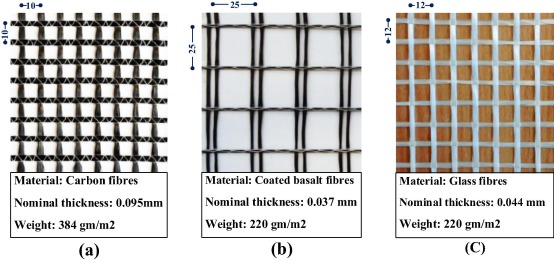 10
10
25
25
12
12
Material: Carbon fibres
Nominal thickness: 0.095mm
Weight: 384 gm/m2
(a)
Material: Coated basalt fibres
Nominal thickness: 0.037 mm
Weight: 220 gm/m2
(b)
Material: Glass fibres
Nominal thickness: 0.044 mm
Weight: 220 gm/m2
(C)